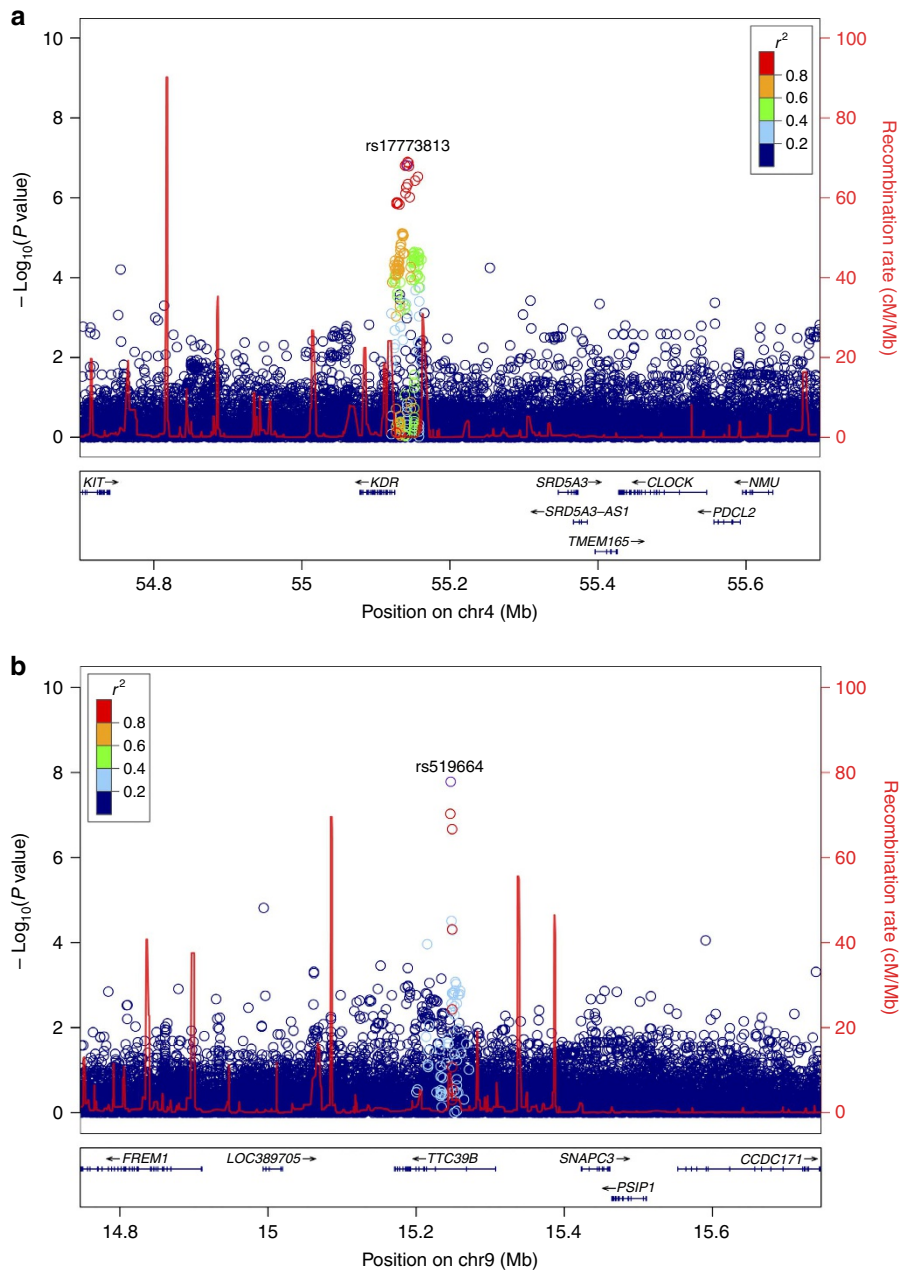 a
10
8
6
4
2
0
– Log10(P value)
rs17773813
r2
0.8
0.6
0.4
0.2
100
80
60
40
20
0
Recombination rate (cM/Mb)
KIT→
←KDR
SRD5A3→
←CLOCK
←NMU
←SRD5A3–AS1
←PDCL2
TMEM165→
54.8
55
55.2
55.4
55.6
Position on chr4 (Mb)
b
10
8
6
4
2
0
– Log10(P value)
r2
0.8
0.6
0.4
0.2
rs519664
100
80
60
40
20
0
Recombination rate (cM/Mb)
←FREM1
LOC389705→
←TTC39B
SNAPC3→
CCDC171→
←PSIP1
14.8
15
15.2
15.4
15.6
Position on chr9 (Mb)